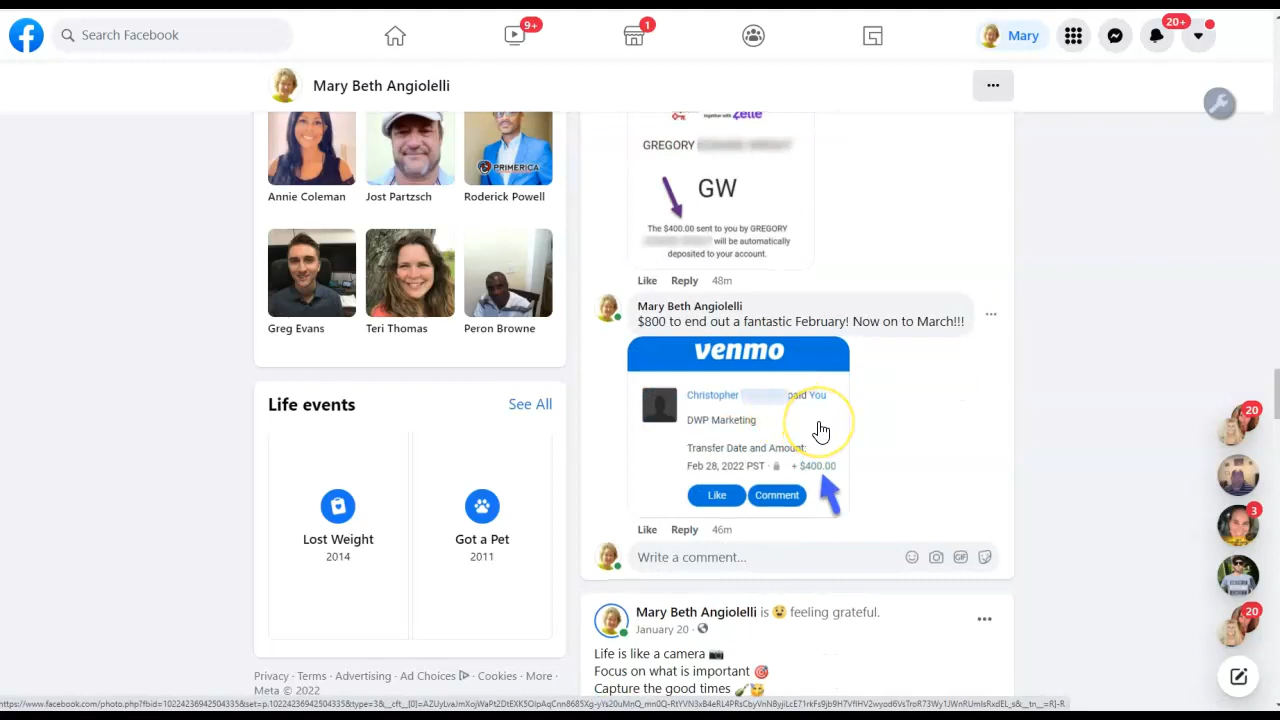 Search Facebook
9+
1
Mary
20+
Mary Beth Angiolelli
PRIMERICA
Annie Coleman
Jost Partzsch
Roderick Powell
Greg Evans
Teri Thomas
Peron Browne
Life events
See All
Lost Weight
2014
Got a Pet
2011
Privacy · Terms · Advertising · Ad Choices · Cookies · More ·
Meta © 2022
together with Zelle
GREGORY
GW
The $400.00 sent to you by GREGORY
will be automatically
deposited to your account.
Like Reply 48m
Mary Beth Angiolelli
$800 to end out a fantastic February! Now on to March!!!
venmo
Christopher paid You
DWP Marketing
Transfer Date and Amount:
Feb 28, 2022 PST · + $400.00
Like Comment
Like Reply 46m
Write a comment...
GIF
Mary Beth Angiolelli is 😉 feeling grateful.
January 20 ·
Life is like a camera 📷
Focus on what is important 🎯
Capture the good times
20
3
20